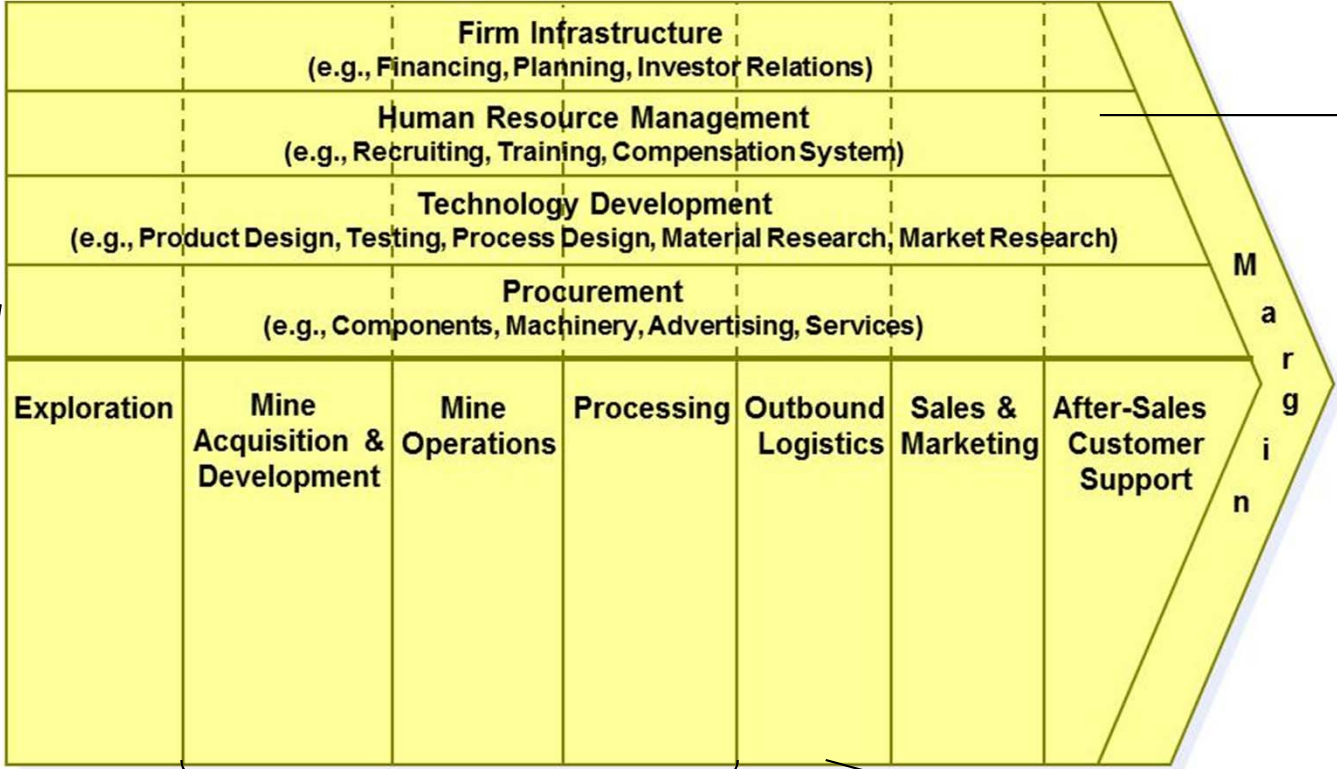 Firm Infrastructure
(e.g., Financing, Planning, Investor Relations)
Human Resource Management
(e.g., Recruiting, Training, Compensation System)
Technology Development
(e.g., Product Design, Testing, Process Design, Material Research, Market Research)
Procurement
(e.g., Components, Machinery, Advertising, Services)
Exploration
Mine
Acquisition &
Development
Mine
Operations
Processing
Outbound
Logistics
Sales &
Marketing
After-Sales
Customer
Support
M
a
r
g
i
n